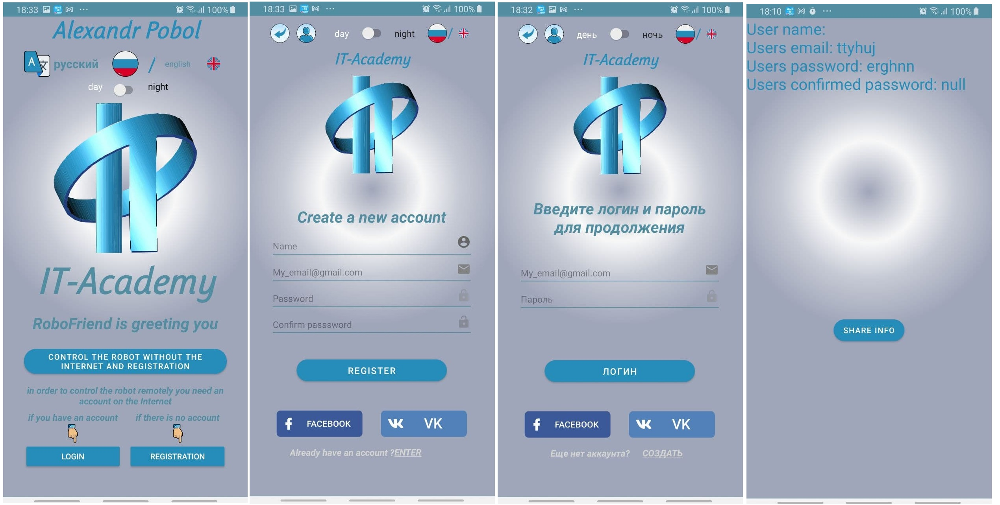 18:33 100%
Alexandr Pobol
A 文 русский / english
day night
IT-Academy
RoboFriend is greeting you
CONTROL THE ROBOT WITHOUT THE
INTERNET AND REGISTRATION
in order to control the robot remotely you need an
account on the Internet
if you have an account if there is no account
LOGIN REGISTRATION
18:33 100%
day night /
IT-Academy
Create a new account
Name
My_email@gmail.com
Password
Confirm passsword
REGISTER
f FACEBOOK VK VK
Already have an account ?ENTER
18:32 100%
день ночь /
IT-Academy
Введите логин и пароль
для продолжения
My_email@gmail.com
Пароль
ЛОГИН
f FACEBOOK VK VK
Еще нет аккаунта? СОЗДАТЬ
18:10 100%
User name:
Users email: ttyhuj
Users password: erghnn
Users confirmed password: null
SHARE INFO